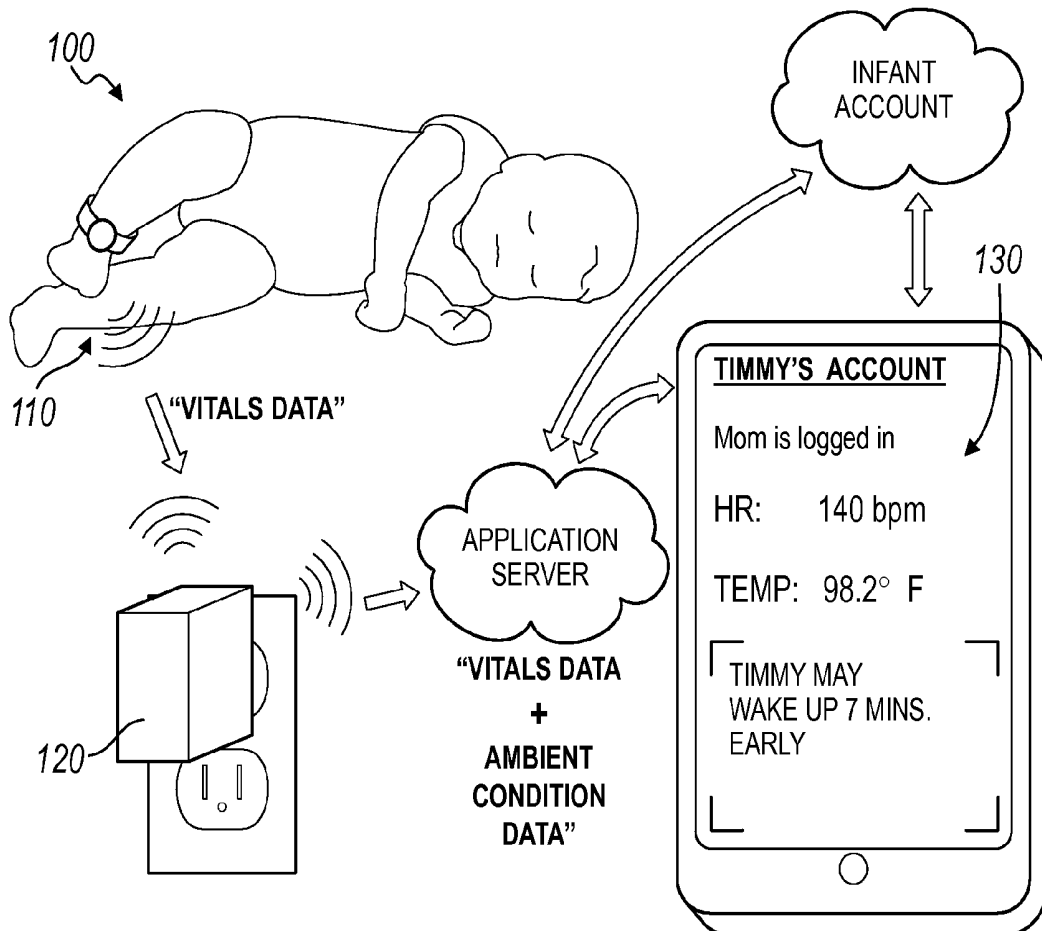 100
INFANT
ACCOUNT
130
110
"VITALS DATA"
TIMMY'S ACCOUNT
Mom is logged in
HR: 140 bpm
TEMP: 98.2° F
TIMMY MAY
WAKE UP 7 MINS.
EARLY
APPLICATION
SERVER
"VITALS DATA
+
AMBIENT
CONDITION
DATA"
120